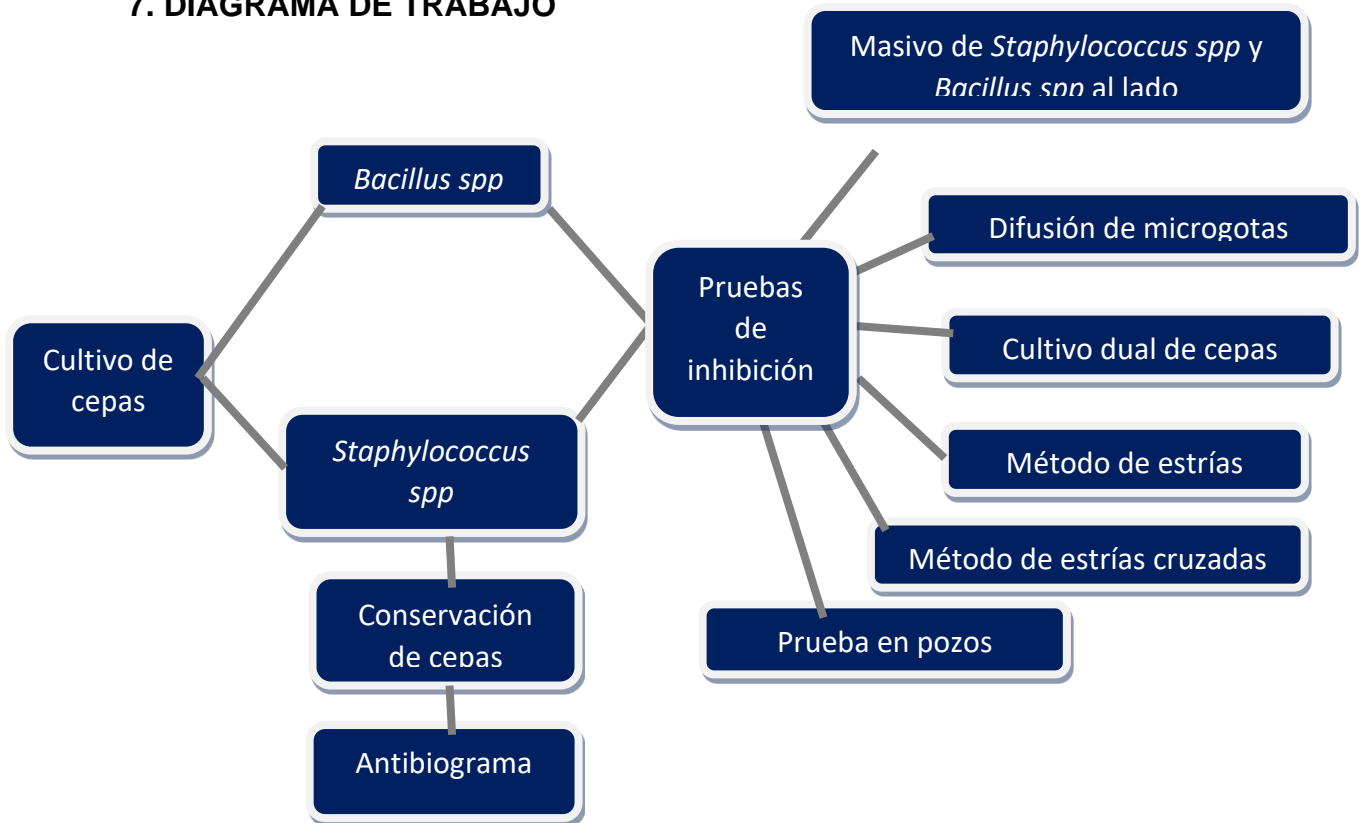 7. DIAGRAMA DE TRABAJO
Masivo de Staphylococcus spp y
Bacillus spp al lado
Bacillus spp
Difusión de microgotas
Pruebas
de
inhibición
Cultivo de
cepas
Cultivo dual de cepas
Staphylococcus
spp
Método de estrías
Método de estrías cruzadas
Conservación
de cepas
Prueba en pozos
Antibiograma